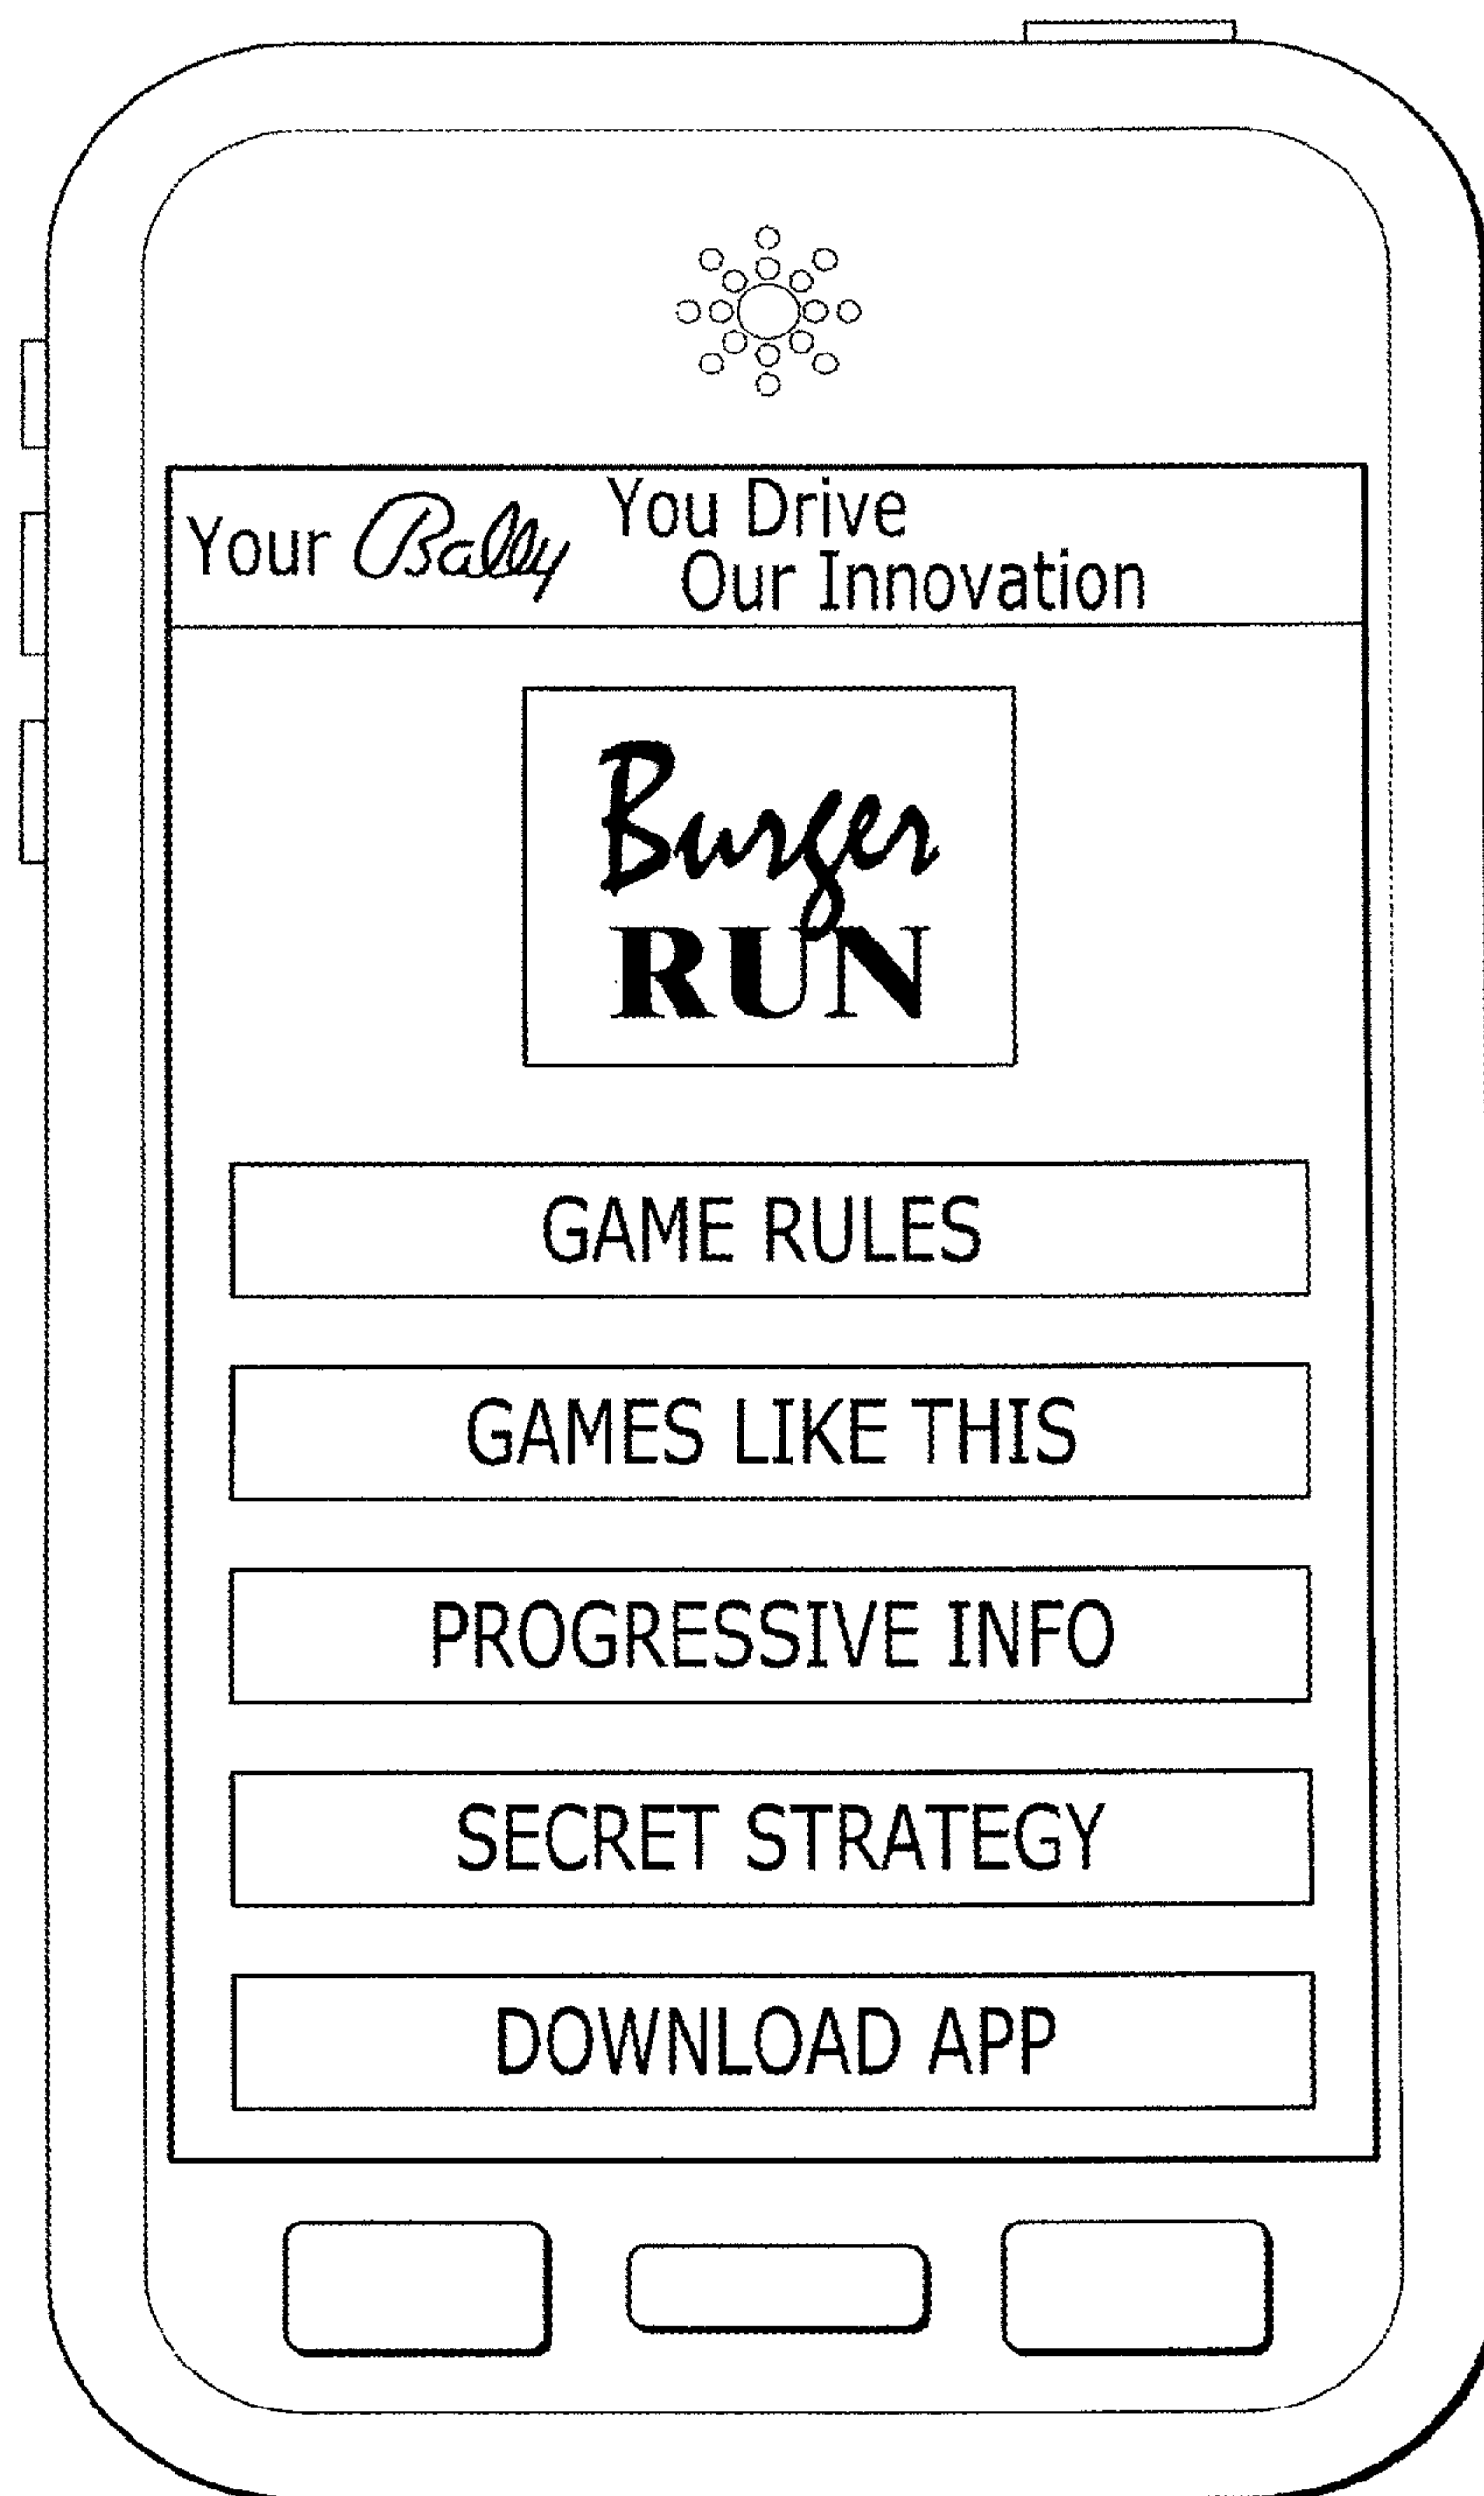 Your Bally
You Drive
Our Innovation
Burger
RUN
GAME RULES
GAMES LIKE THIS
PROGRESSIVE INFO
SECRET STRATEGY
DOWNLOAD APP